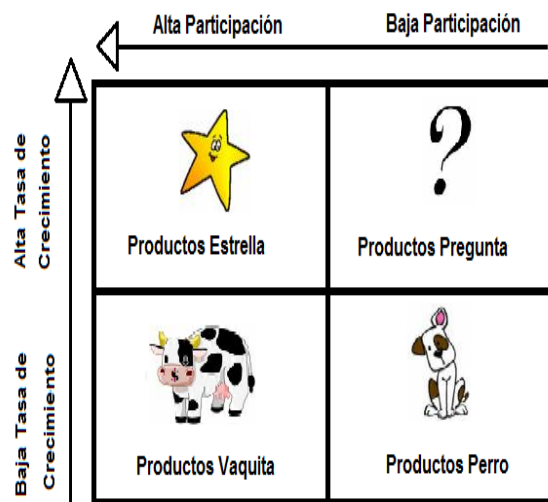 Alta Participación
Baja Participación
Alta Tasa de
Crecimiento
Productos Estrella
Productos Pregunta
Baja Tasa de
Crecimiento
Productos Vaquita
Productos Perro